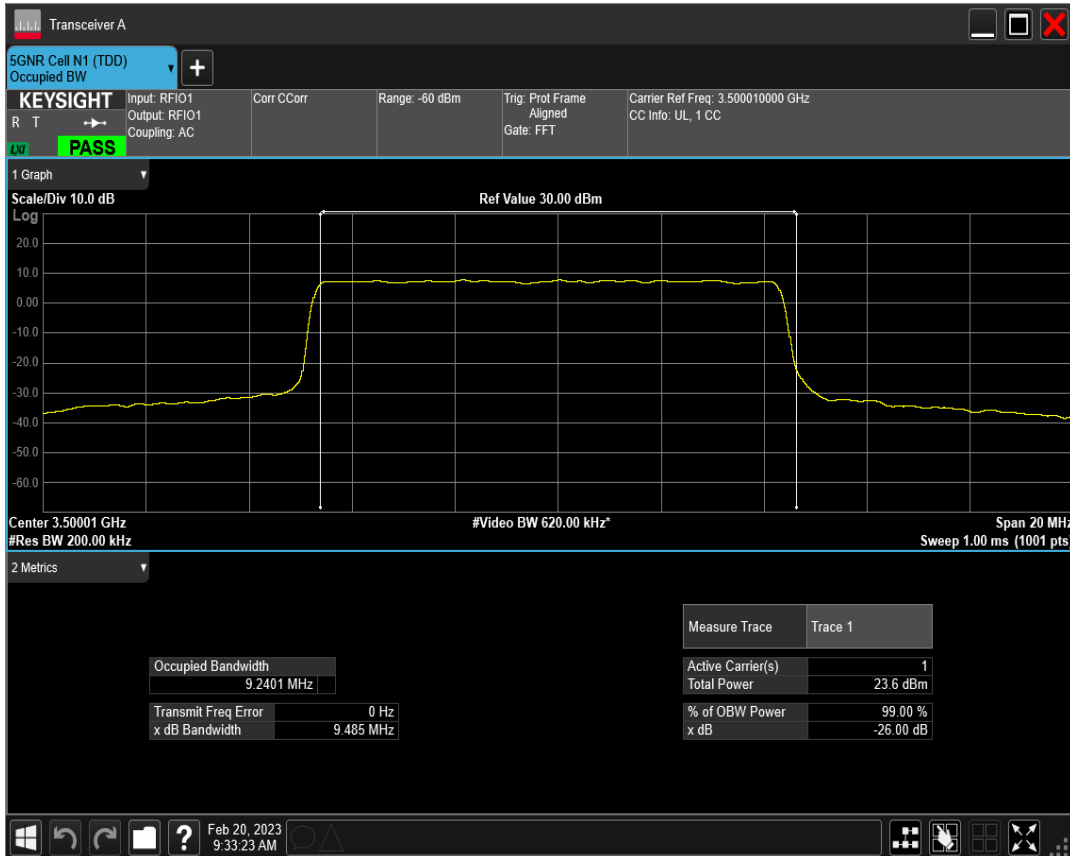 Transceiver A
5GNR Cell N1 (TDD)
Occupied BW
KEYSIGHT
R T
LXI
PASS
Input: RFIO1
Output: RFIO1
Coupling: AC
Corr CCorr
Range: -60 dBm
Trig: Prot Frame
Aligned
Gate: FFT
Carrier Ref Freq: 3.500010000 GHz
CC Info: UL, 1 CC
1 Graph
Scale/Div 10.0 dB
Ref Value 30.00 dBm
Log
20.0
10.0
0.00
-10.0
-20.0
-30.0
-40.0
-50.0
-60.0
Center 3.50001 GHz
#Video BW 620.00 kHz*
Span 20 MHz
#Res BW 200.00 kHz
Sweep 1.00 ms (1001 pts)
2 Metrics
Measure Trace Trace 1
Occupied Bandwidth
9.2401 MHz
Active Carrier(s) 1
Total Power 23.6 dBm
Transmit Freq Error 0 Hz
x dB Bandwidth 9.485 MHz
% of OBW Power 99.00 %
x dB -26.00 dB
?
Feb 20, 2023
9:33:23 AM